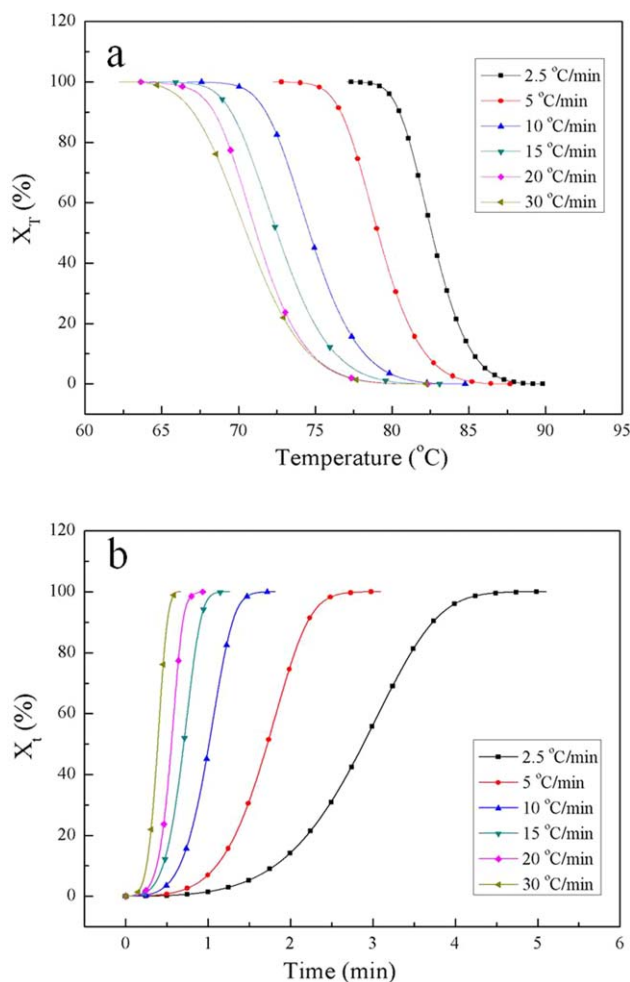 a
120
100
80
60
40
20
0
X_T (%)
60 65 70 75 80 85 90 95 100
Temperature (°C)
2.5 °C/min
5 °C/min
10 °C/min
15 °C/min
20 °C/min
30 °C/min
b
120
100
80
60
40
20
0
X_t (%)
0 1 2 3 4 5 6
Time (min)
2.5 °C/min
5 °C/min
10 °C/min
15 °C/min
20 °C/min
30 °C/min